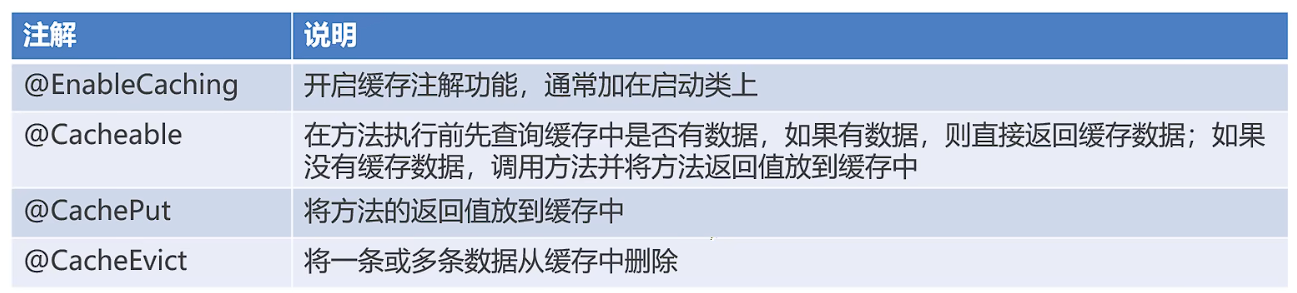 注解 说明
@EnableCaching 开启缓存注解功能，通常加在启动类上
@Cacheable 在方法执行前先查询缓存中是否有数据，如果有数据，则直接返回缓存数据；如果
没有缓存数据，调用方法并将方法返回值放到缓存中
@CachePut 将方法的返回值放到缓存中
@CacheEvict 将一条或多条数据从缓存中删除